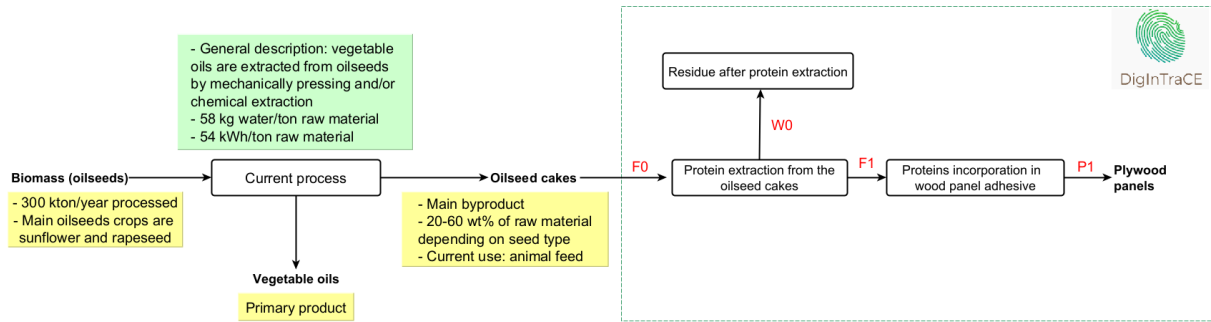 - General description: vegetable
oils are extracted from oilseeds
by mechanically pressing and/or
chemical extraction
- 58 kg water/ton raw material
- 54 kWh/ton raw material
Biomass (oilseeds)
- 300 kton/year processed
- Main oilseeds crops are
sunflower and rapeseed
Current process
Vegetable oils
Primary product
Oilseed cakes
- Main byproduct
- 20-60 wt% of raw material
depending on seed type
- Current use: animal feed
F0
Residue after protein extraction
W0
Protein extraction from the
oilseed cakes
F1
Proteins incorporation in
wood panel adhesive
P1
Plywood
panels
DigInTraCE